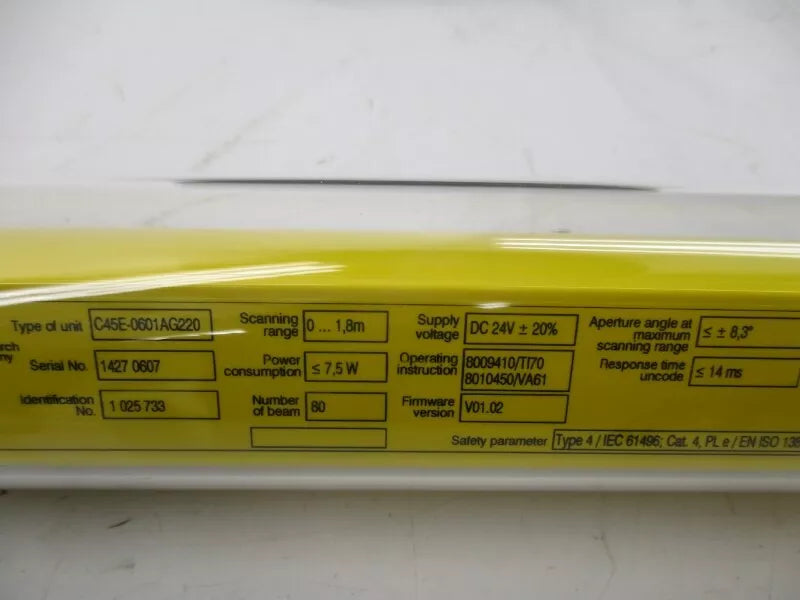 Type of unit C45E-0601AG220
Scanning range 0 ... 1,8m
Supply voltage DC 24V ± 20%
Aperture angle at maximum scanning range ≤ ± 8,3°
Serial No. 1427 0607
Power consumption ≤ 7,5 W
Operating instruction 8009410/TI70 8010450/VA61
Response time uncode. ≤ 14 ms
Identification No. 1 025 733
Number of beam 80
Firmware version V01.02
Safety parameter Type 4 / IEC 61496; Cat. 4, PL e / EN ISO 138